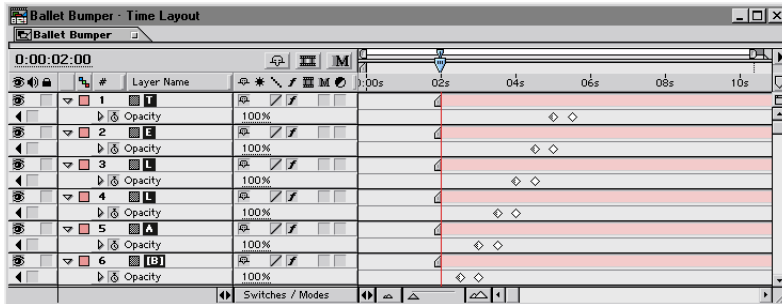 Ballet Bumper · Time Layout
Ballet Bumper
0:00:02:00
M
# Layer Name M ):00s 02s 04s 06s 08s 10s
1 T
Opacity 100%
2 E
Opacity 100%
3 L
Opacity 100%
4 L
Opacity 100%
5 A
Opacity 100%
6 [B]
Opacity 100%
Switches / Modes